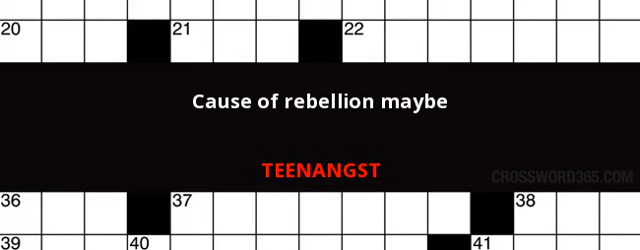 20 21 22
Cause of rebellion maybe
TEENANGST
CROSSWORD365.COM
36 37 38
39 40 41